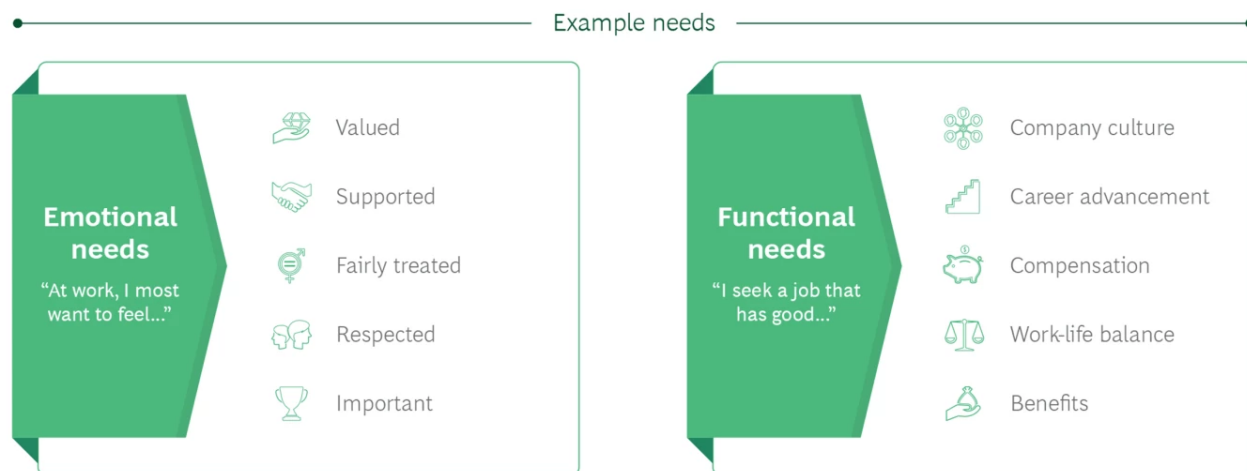 Example needs
Emotional
needs
“At work, I most
want to feel...”
Valued
Supported
Fairly treated
Respected
Important
Functional
needs
“I seek a job that
has good...”
Company culture
Career advancement
Compensation
Work-life balance
Benefits